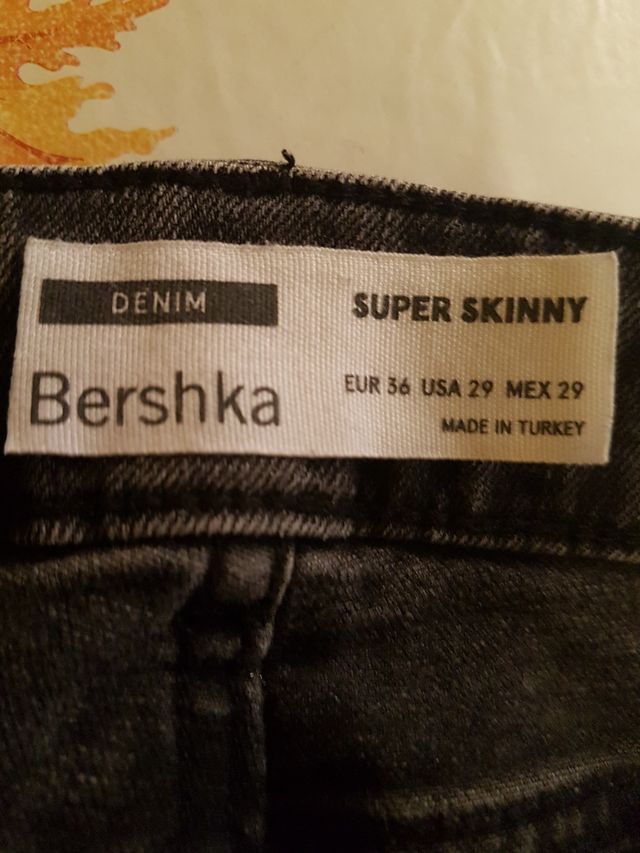 DENIM
SUPER SKINNY
Bershka
EUR 36 USA 29 MEX 29
MADE IN TURKEY